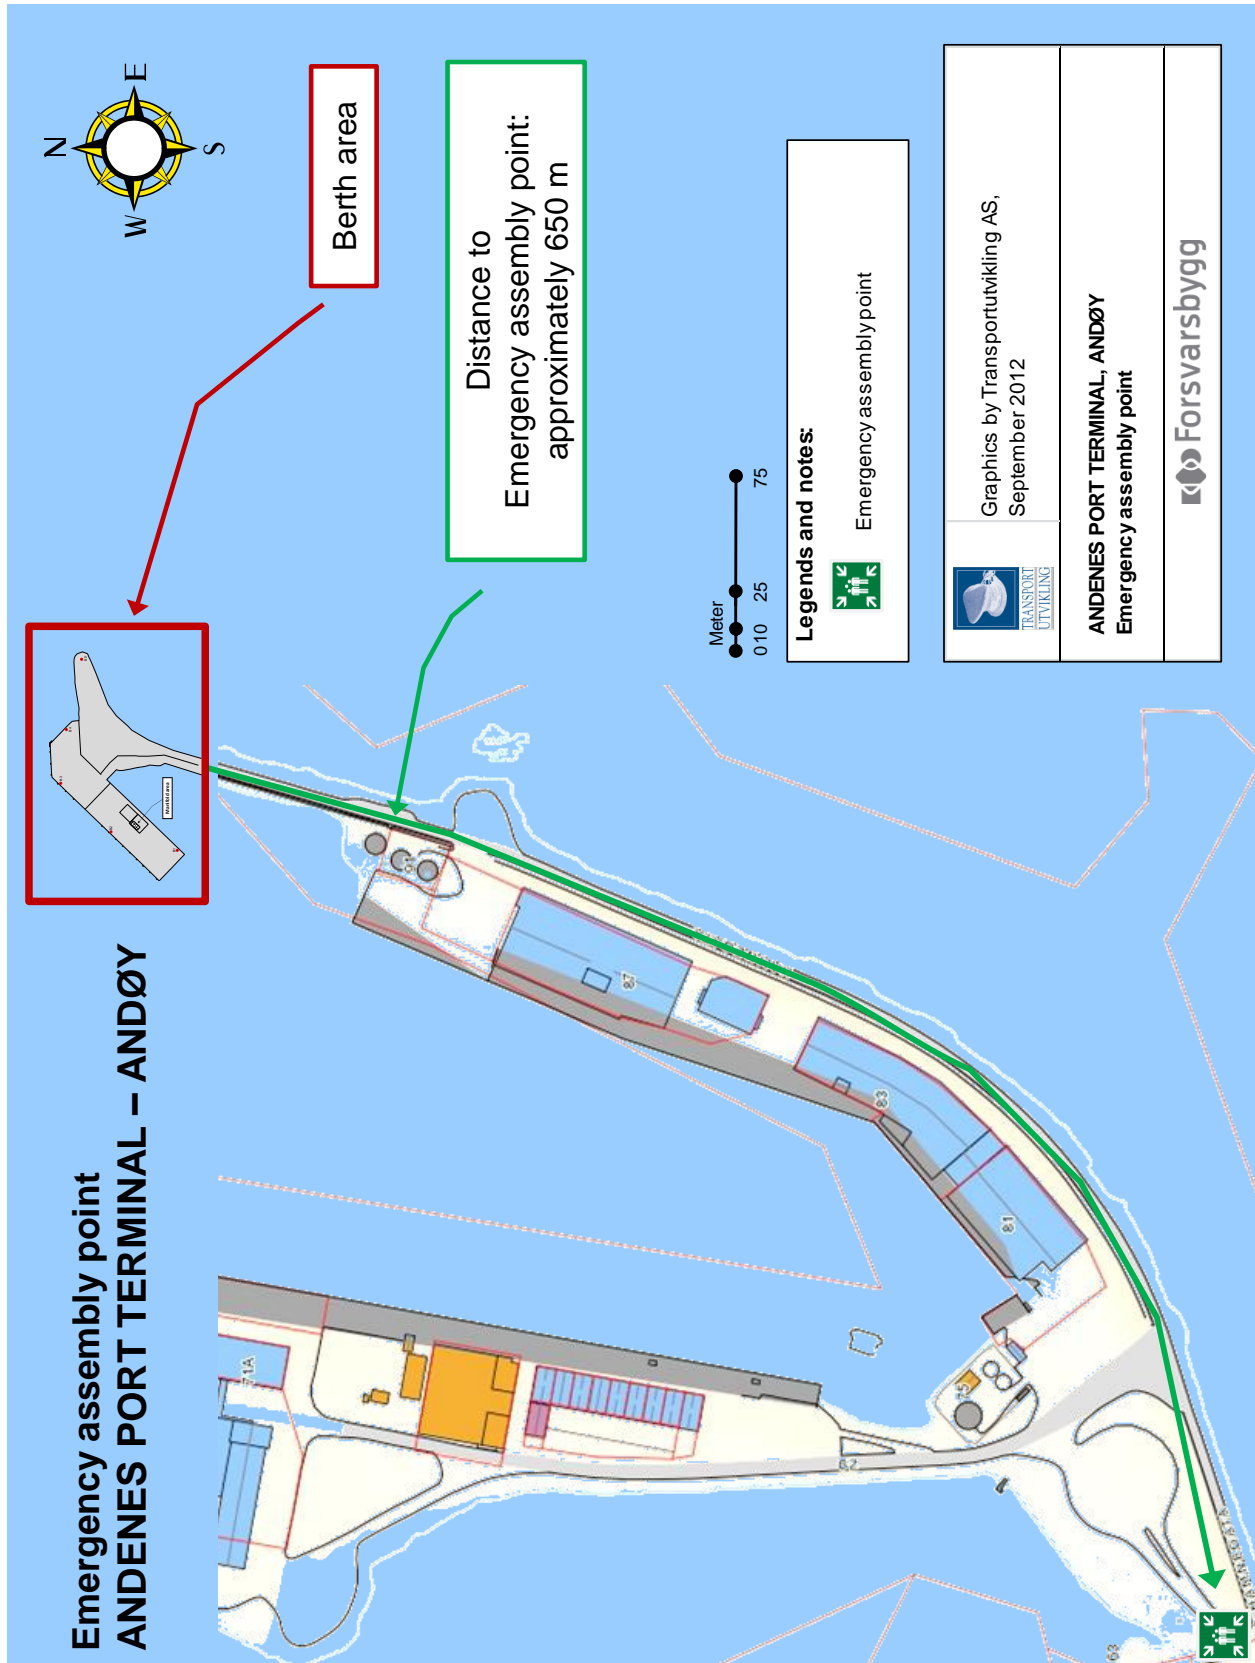 Emergency assembly point
ANDENES PORT TERMINAL – ANDØY
N
E
S
W
Berth area
Distance to
Emergency assembly point:
approximately 650 m
Meter
0 10 25 75
Legends and notes:
Emergency assembly point
TRANSPORT
UTVIKLING
Graphics by Transportutvikling AS,
September 2012
ANDENES PORT TERMINAL, ANDØY
Emergency assembly point
Forsvarsbygg
87
83
81
75
71A
63